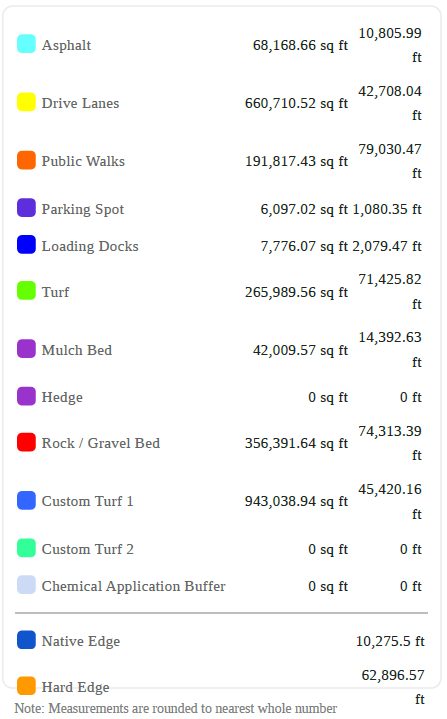 Asphalt 68,168.66 sq ft 10,805.99 ft
Drive Lanes 660,710.52 sq ft 42,708.04 ft
Public Walks 191,817.43 sq ft 79,030.47 ft
Parking Spot 6,097.02 sq ft 1,080.35 ft
Loading Docks 7,776.07 sq ft 2,079.47 ft
Turf 265,989.56 sq ft 71,425.82 ft
Mulch Bed 42,009.57 sq ft 14,392.63 ft
Hedge 0 sq ft 0 ft
Rock / Gravel Bed 356,391.64 sq ft 74,313.39 ft
Custom Turf 1 943,038.94 sq ft 45,420.16 ft
Custom Turf 2 0 sq ft 0 ft
Chemical Application Buffer 0 sq ft 0 ft
Native Edge 10,275.5 ft
Hard Edge 62,896.57 ft
Note: Measurements are rounded to nearest whole number